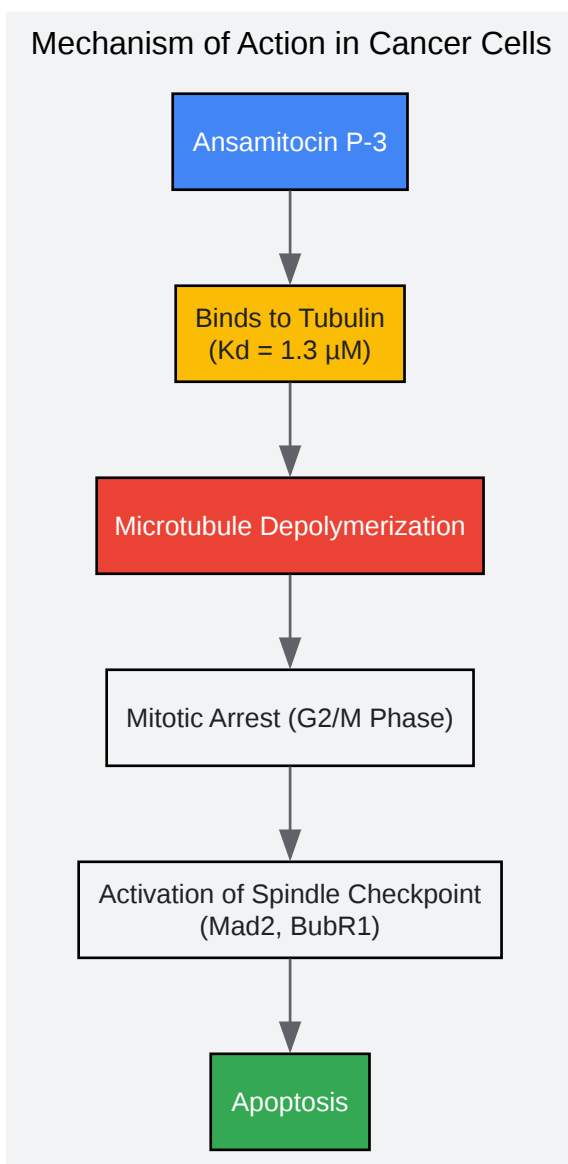 Mechanism of Action in Cancer Cells
Ansamitocin P-3
Binds to Tubulin
(Kd = 1.3 µM)
Microtubule Depolymerization
Mitotic Arrest (G2/M Phase)
Activation of Spindle Checkpoint
(Mad2, BubR1)
Apoptosis